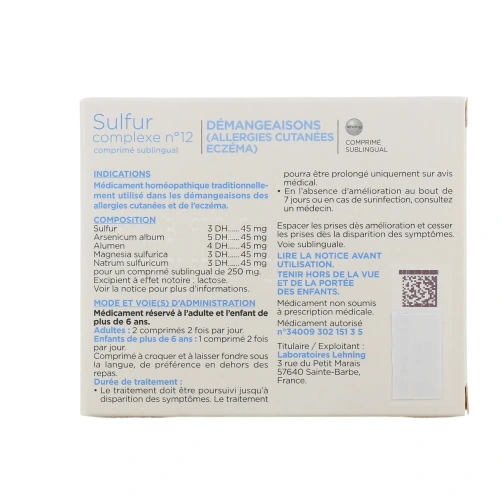 Sulfur
complexe n°12
comprimé sublingual
DÉMANGEAISONS
(ALLERGIES CUTANÉES
ECZÉMA)
COMPRIMÉ
SUBLINGUAL
INDICATIONS
Médicament homéopathique traditionnelle-
ment utilisé dans les démangeaisons des
allergies cutanées et de l'eczéma.
COMPOSITION
Sulfur 3 DH......45 mg
Arsenicum album 5 DH......45 mg
Alumen 4 DH......45 mg
Magnesia sulfurica 3 DH......45 mg
Natrum sulfuricum 3 DH......45 mg
pour un comprimé sublingual de 250 mg.
Excipient à effet notoire : lactose.
Voir la notice pour plus d'informations.
MODE ET VOIE(S) D'ADMINISTRATION
Médicament réservé à l'adulte et l'enfant de
plus de 6 ans.
Adultes : 2 comprimés 2 fois par jour.
Enfants de plus de 6 ans : 1 comprimé 2 fois
par jour.
Comprimé à croquer et à laisser fondre sous
la langue, de préférence en dehors des
repas.
Durée de traitement :
• Le traitement doit être poursuivi jusqu'à
disparition des symptômes. Le traitement
pourra être prolongé uniquement sur avis
médical.
• En l'absence d'amélioration au bout de
7 jours ou en cas de surinfection, consultez
un médecin.
Espacer les prises dès amélioration et cesser
les prises dès la disparition des symptômes.
Voie sublinguale.
LIRE LA NOTICE AVANT
UTILISATION.
TENIR HORS DE LA VUE
ET DE LA PORTÉE
DES ENFANTS.
Médicament non soumis
à prescription médicale.
Médicament autorisé
n°34009 302 151 3 5
Titulaire / Exploitant :
Laboratoires Lehning
3 rue du Petit Marais
57640 Sainte-Barbe,
France.